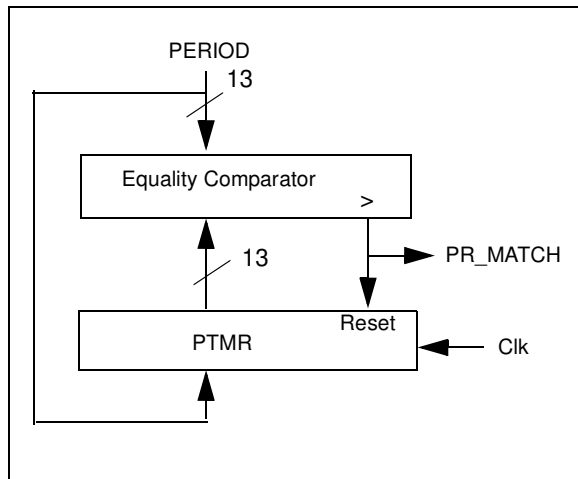 PERIOD
13
Equality Comparator
>
13
PR_MATCH
Reset
PTMR
Clk